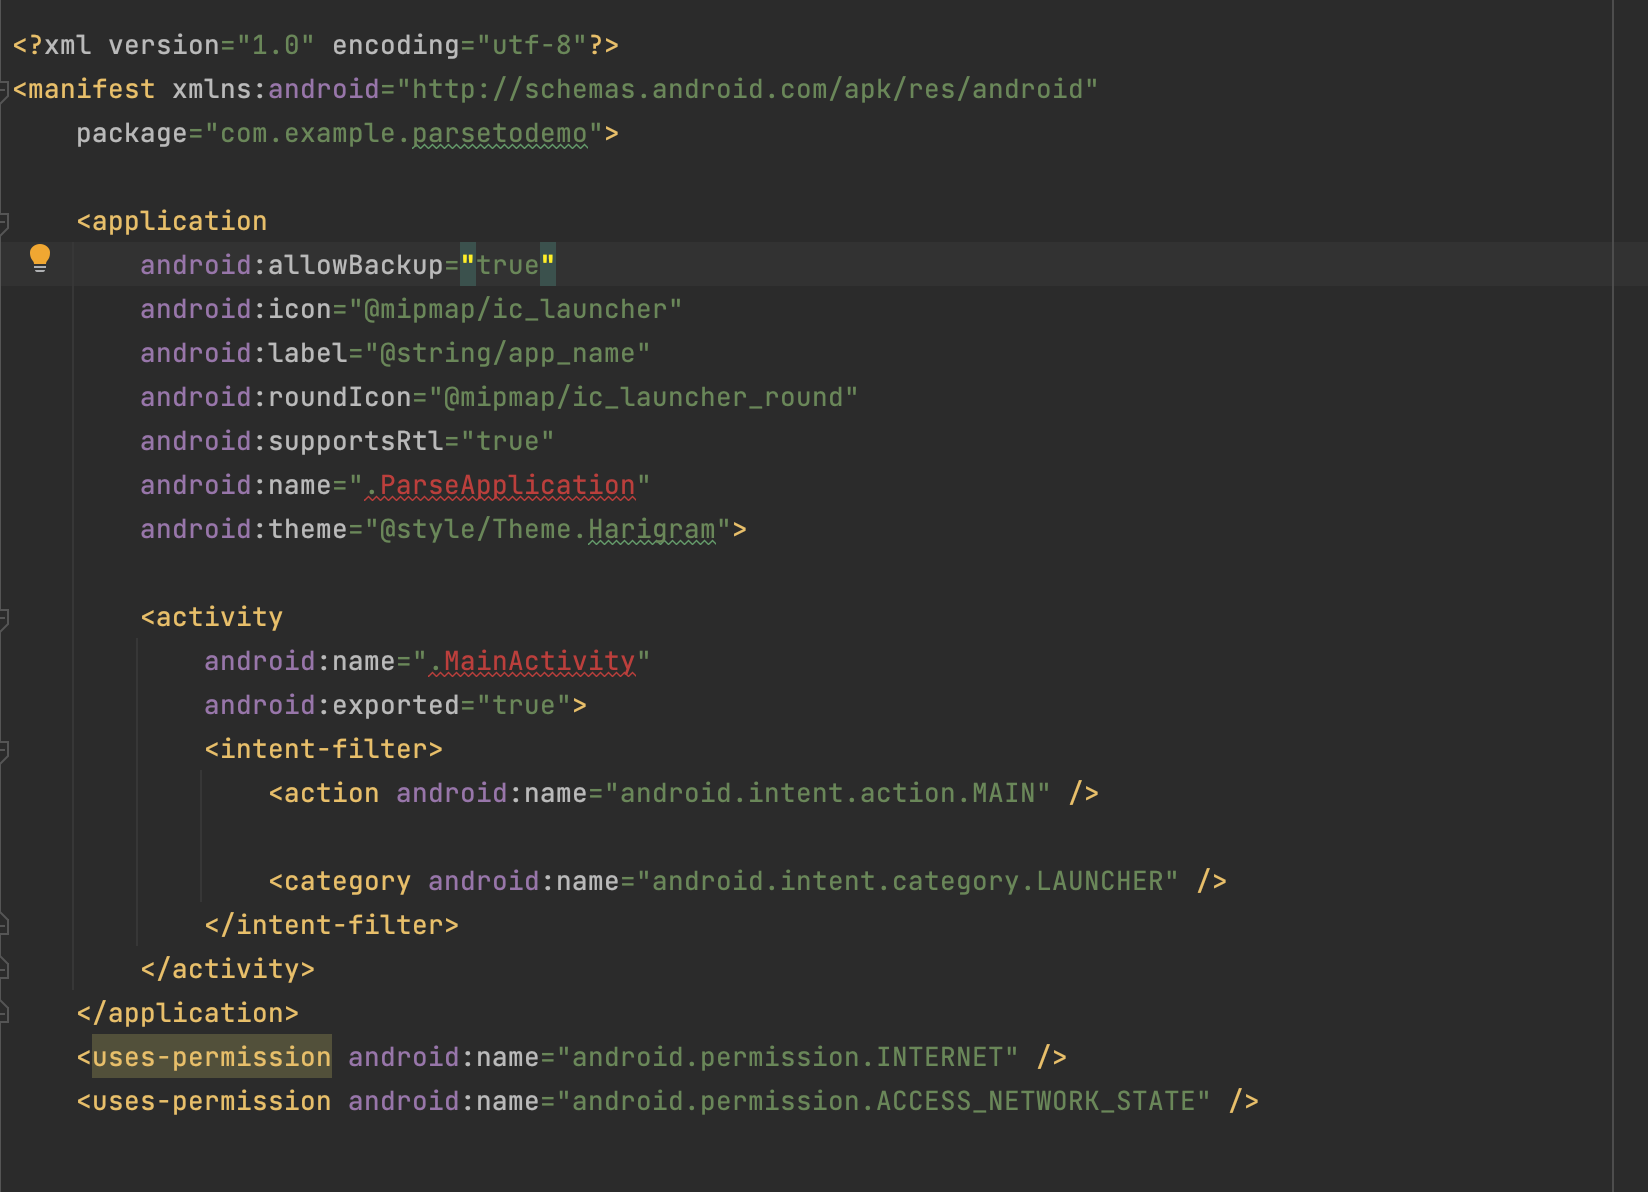 <?xml version="1.0" encoding="utf-8"?>
<manifest xmlns:android="http://schemas.android.com/apk/res/android"
    package="com.example.parsetodemo">

    <application
        android:allowBackup="true"
        android:icon="@mipmap/ic_launcher"
        android:label="@string/app_name"
        android:roundIcon="@mipmap/ic_launcher_round"
        android:supportsRtl="true"
        android:name=".ParseApplication"
        android:theme="@style/Theme.Harigram">

        <activity
            android:name=".MainActivity"
            android:exported="true">
            <intent-filter>
                <action android:name="android.intent.action.MAIN" />

                <category android:name="android.intent.category.LAUNCHER" />
            </intent-filter>
        </activity>
    </application>
    <uses-permission android:name="android.permission.INTERNET" />
    <uses-permission android:name="android.permission.ACCESS_NETWORK_STATE" />